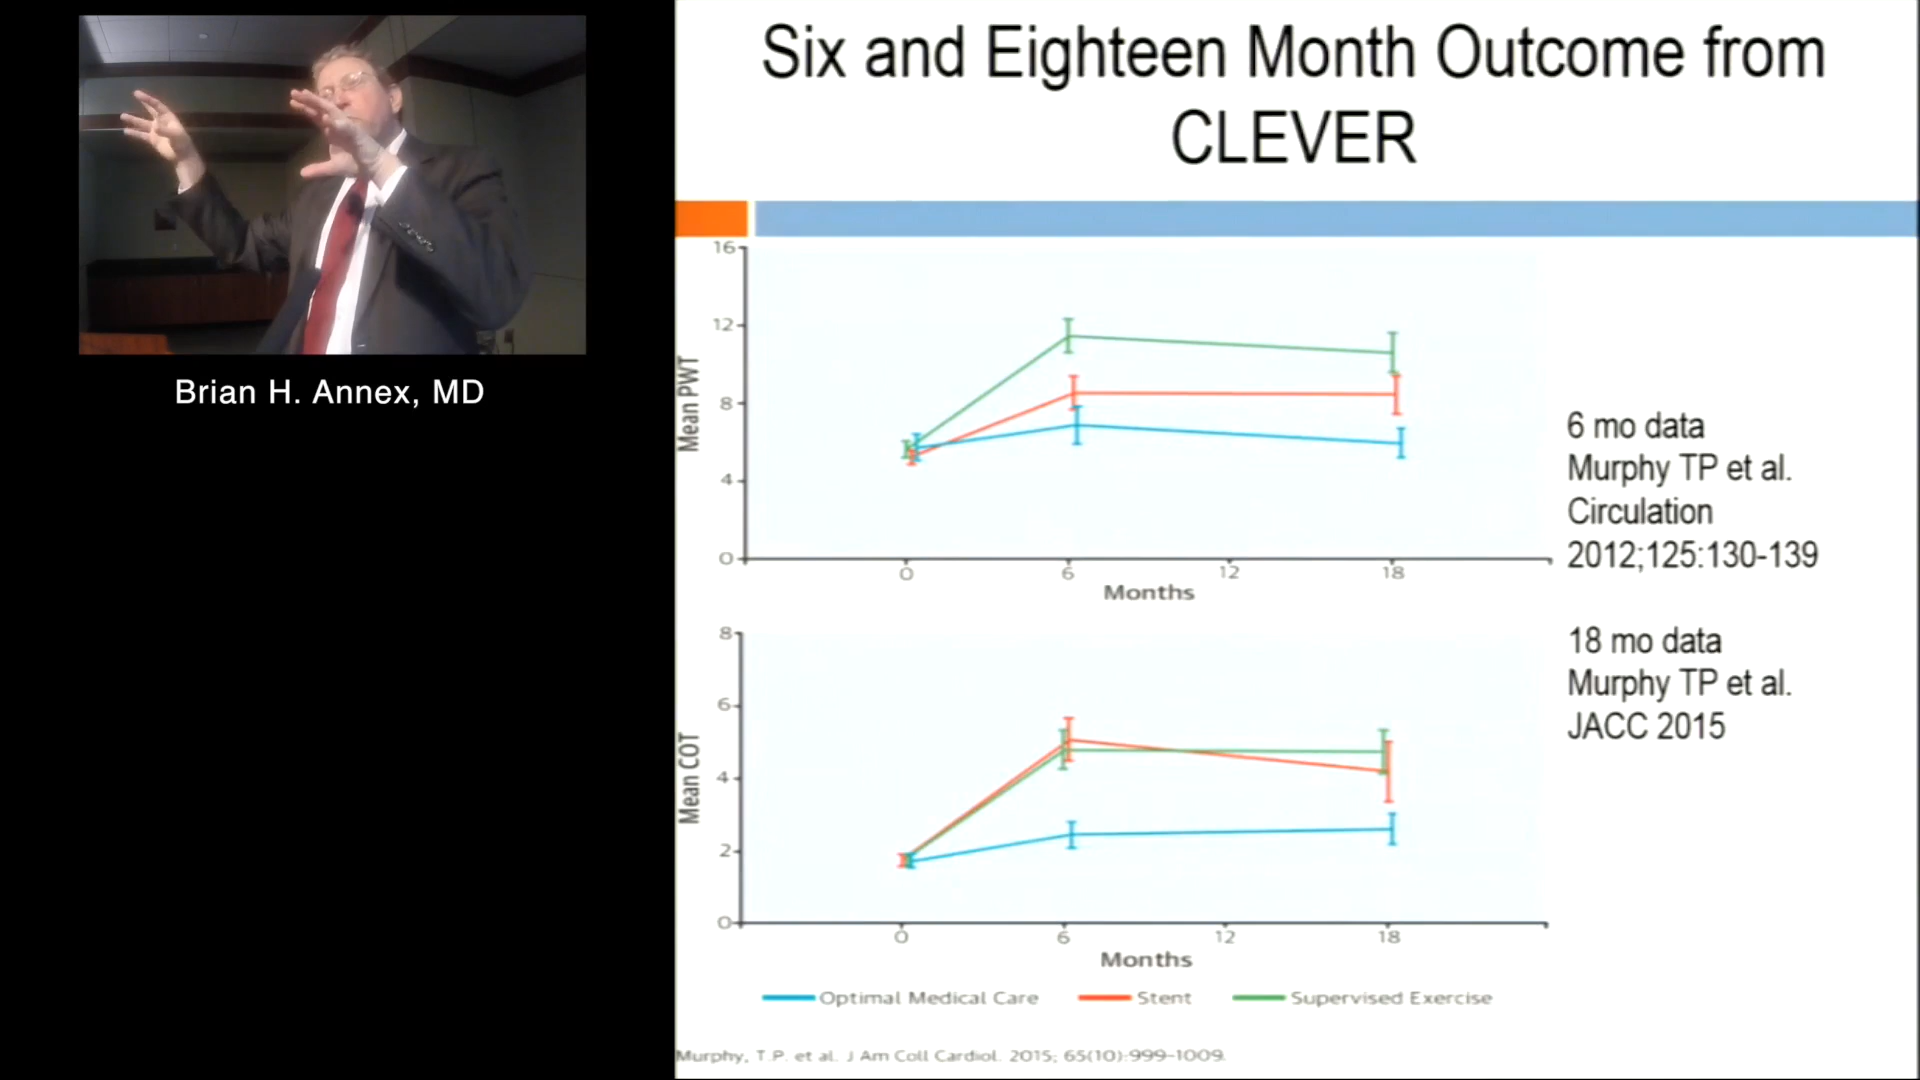 Brian H. Annex, MD
Six and Eighteen Month Outcome from
CLEVER
16
12
8
4
0
Mean PWT
0 6 12 18
Months
6 mo data
Murphy TP et al.
Circulation
2012;125:130-139
8
6
4
2
0
Mean COT
0 6 12 18
Months
18 mo data
Murphy TP et al.
JACC 2015
Optimal Medical Care Stent Supervised Exercise
Murphy, T.P. et al. J Am Coll Cardiol. 2015; 65(10):999-1009.